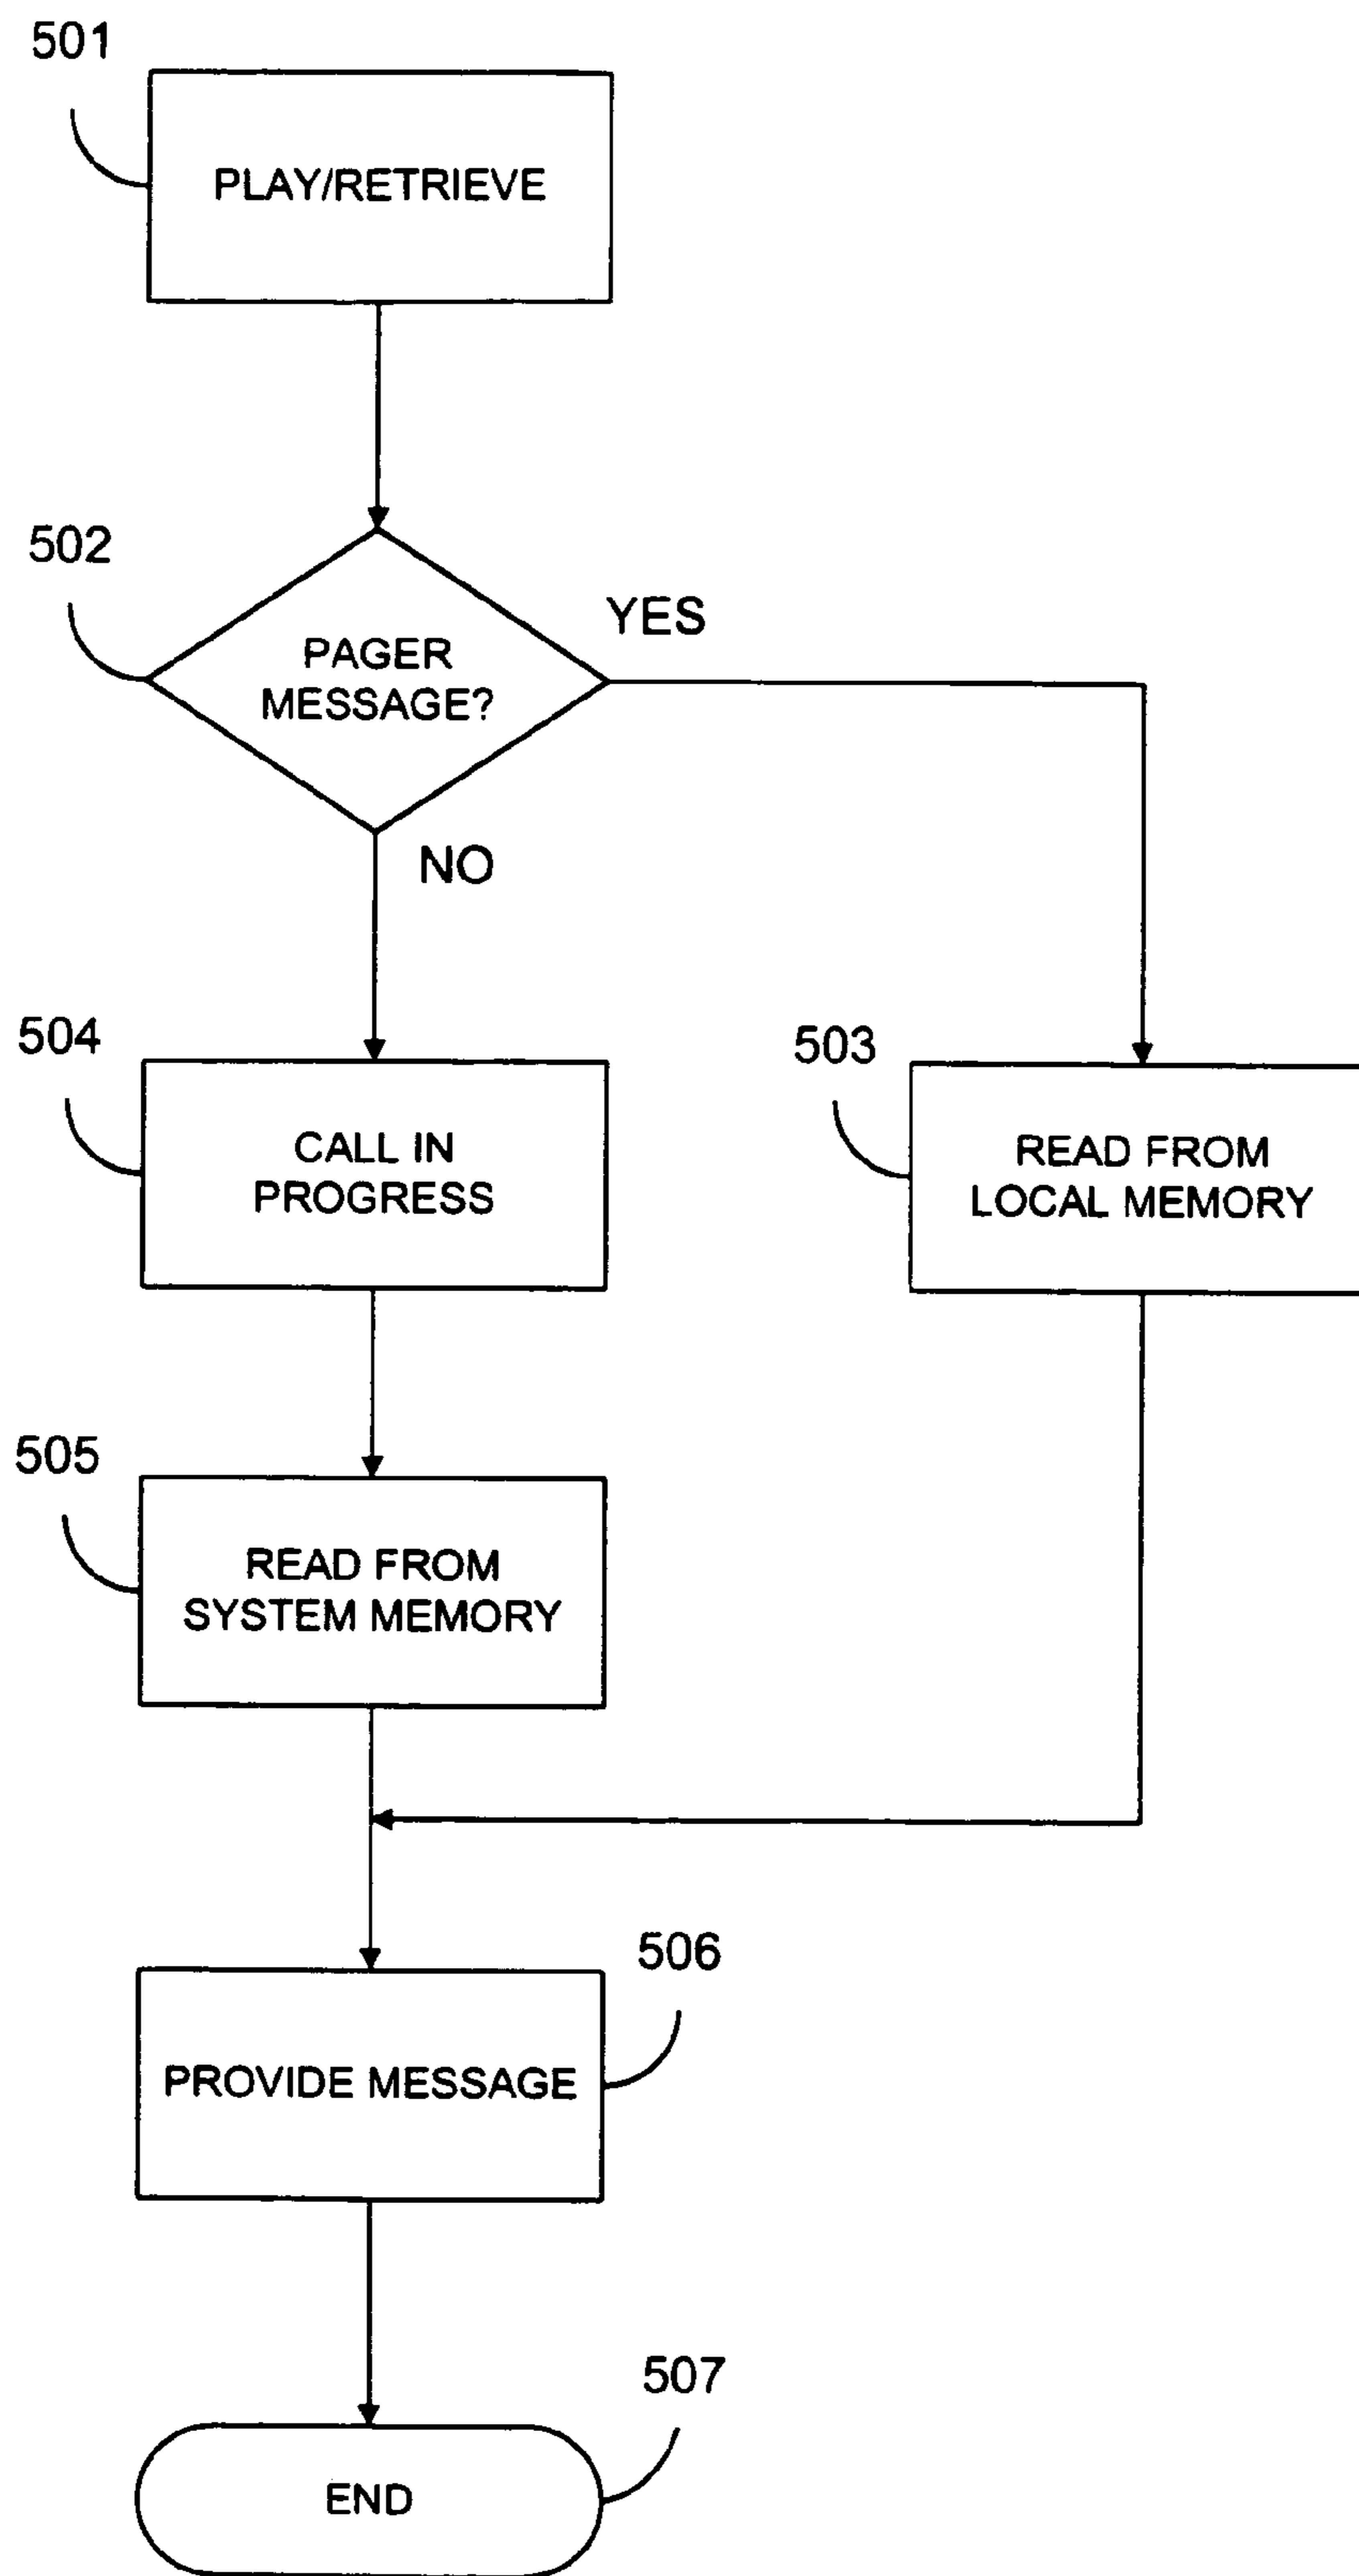 501
PLAY/RETRIEVE
502
YES
PAGER
MESSAGE?
NO
504
CALL IN
PROGRESS
503
READ FROM
LOCAL MEMORY
505
READ FROM
SYSTEM MEMORY
506
PROVIDE MESSAGE
507
END